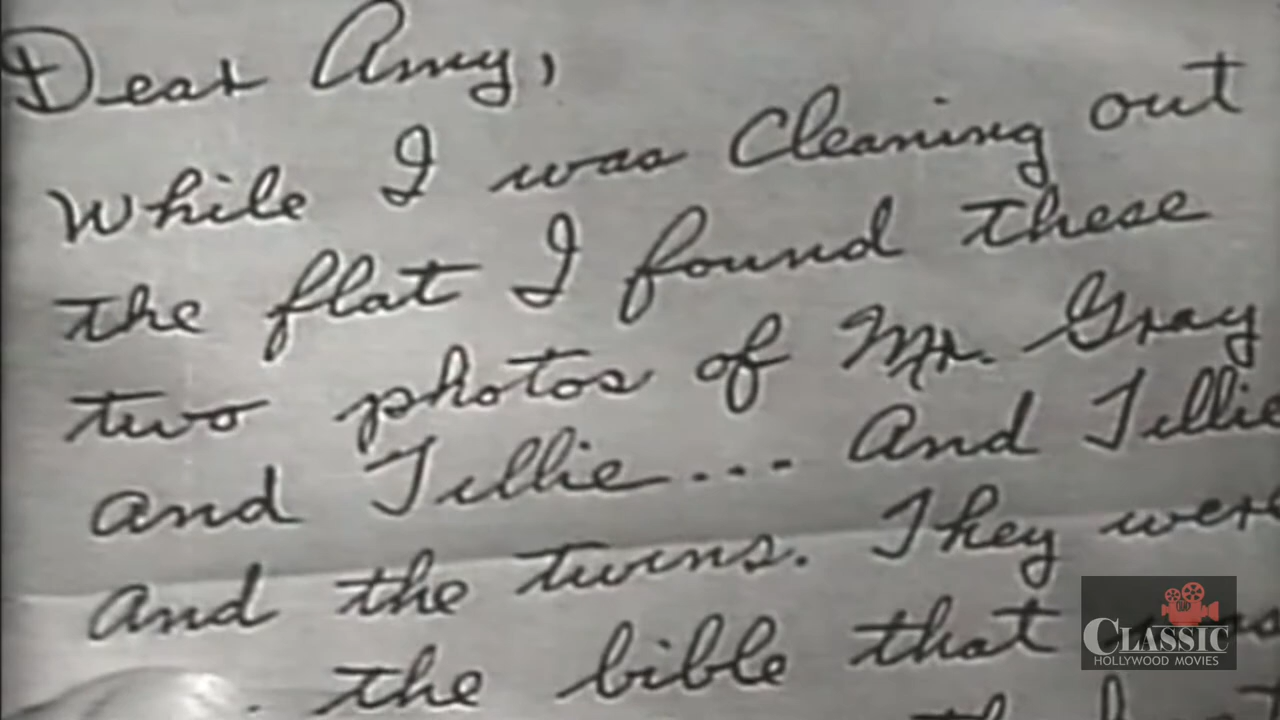 Dear Amy,
While I was Cleaning out
the flat I found these
two photos of Mr. Gray
and Tillie... And Tillie
and the twins. They were
the bible that was
CLASSIC
HOLLYWOOD MOVIES